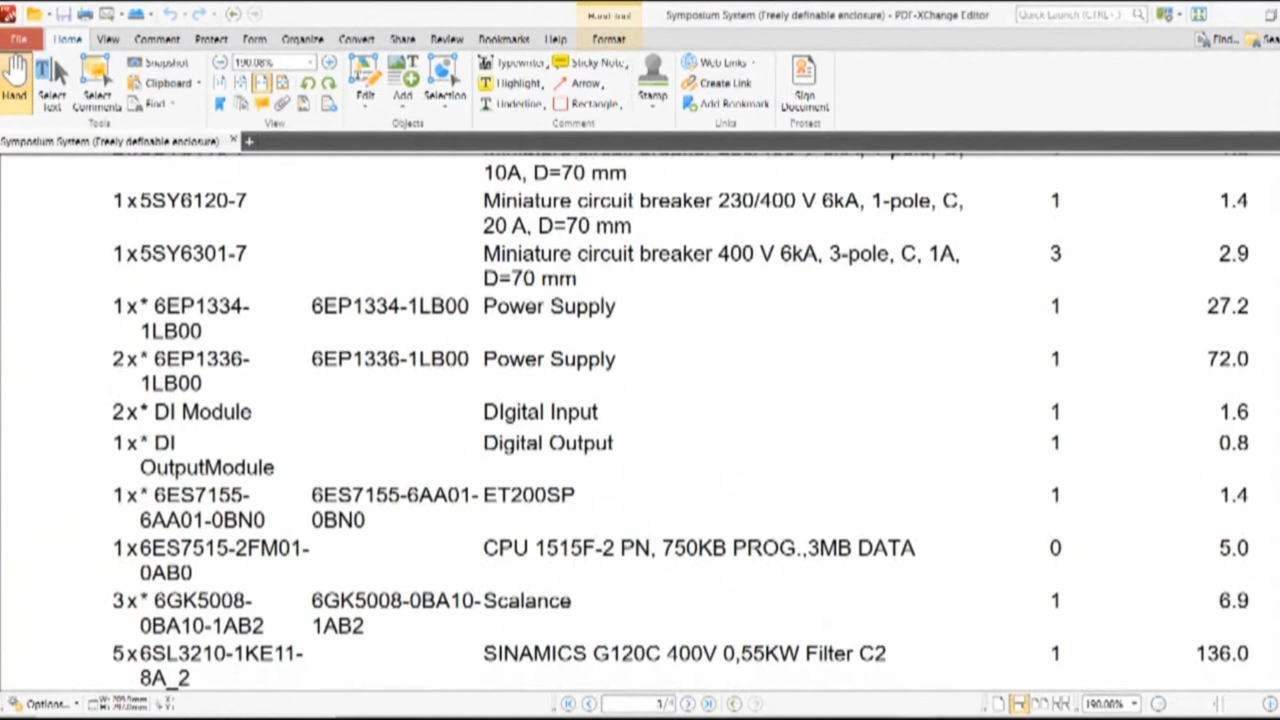 Symposium System (Freely definable enclosure) - PDF-XChange Editor
Quick Launch (CTRL+.)
File Home View Comment Protect Form Organize Convert Share Review Bookmarks Help Format
Find...
Snapshot
190.08%
Typewriter
Sticky Note
Web Links
Clipboard
Highlight
Arrow
Create Link
Hand
Select Text
Select Comments
Find
Edit
Add
Selection
Underline
Rectangle
Stamp
Add Bookmark
Sign Document
Tools
View
Objects
Comment
Links
Protect
Symposium System (Freely definable enclosure)
10A, D=70 mm
1x5SY6120-7 Miniature circuit breaker 230/400 V 6kA, 1-pole, C, 1 1.4
20 A, D=70 mm
1x5SY6301-7 Miniature circuit breaker 400 V 6kA, 3-pole, C, 1A, 3 2.9
D=70 mm
1x* 6EP1334- 6EP1334-1LB00 Power Supply 1 27.2
1LB00
2x* 6EP1336- 6EP1336-1LB00 Power Supply 1 72.0
1LB00
2x* DI Module DIgital Input 1 1.6
1x* DI Digital Output 1 0.8
OutputModule
1x* 6ES7155- 6ES7155-6AA01- ET200SP 1 1.4
6AA01-0BN0 0BN0
1x6ES7515-2FM01- CPU 1515F-2 PN, 750KB PROG.,3MB DATA 0 5.0
0AB0
3x* 6GK5008- 6GK5008-0BA10- Scalance 1 6.9
0BA10-1AB2 1AB2
5x6SL3210-1KE11- SINAMICS G120C 400V 0,55KW Filter C2 1 136.0
8A_2
Options...
190.08%